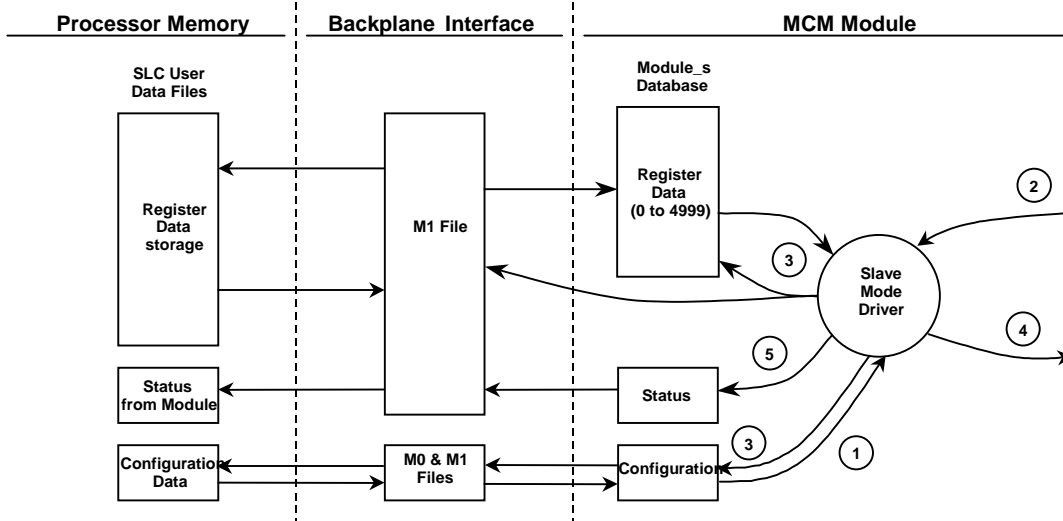 Processor Memory
Backplane Interface
MCM Module
SLC User
Data Files
Module_s
Database
Register
Data
storage
M1 File
Register
Data
(0 to 4999)
2
3
Slave
Mode
Driver
4
5
Status
from Module
Status
Configuration
Data
M0 & M1
Files
Configuration
3
1